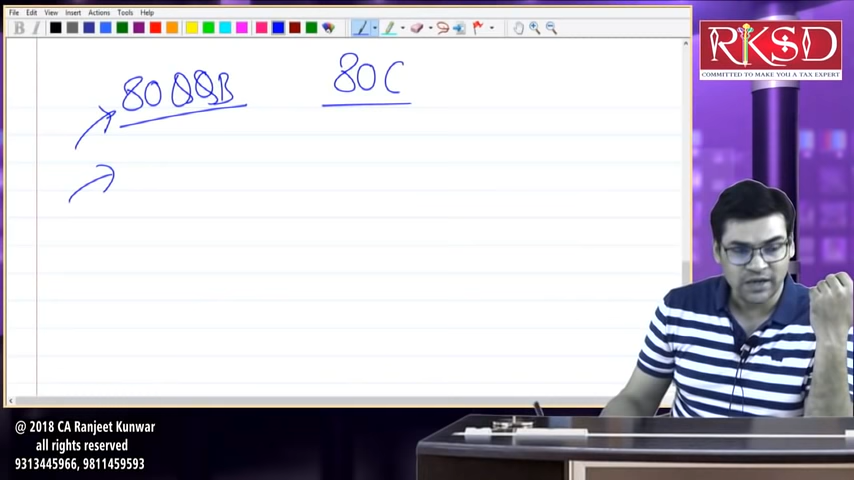 File Edit View Insert Actions Tools Help
B I
80QQB
80C
RKSD
COMMITTED TO MAKE YOU A TAX EXPERT
@ 2018 CA Ranjeet Kunwar
all rights reserved
9313445966, 9811459593